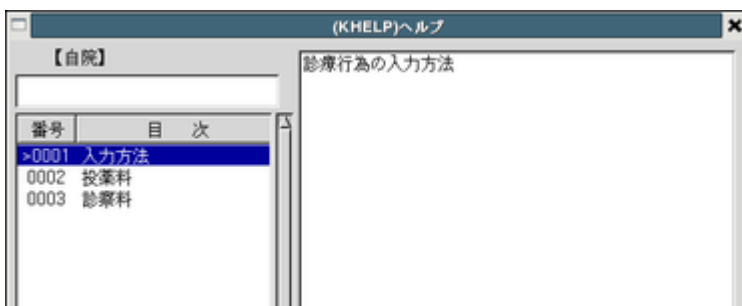 (KHELP)ヘルプ
【自院】
番号 目 次
>0001 入力方法
0002 投薬料
0003 診察料
診療行為の入力方法